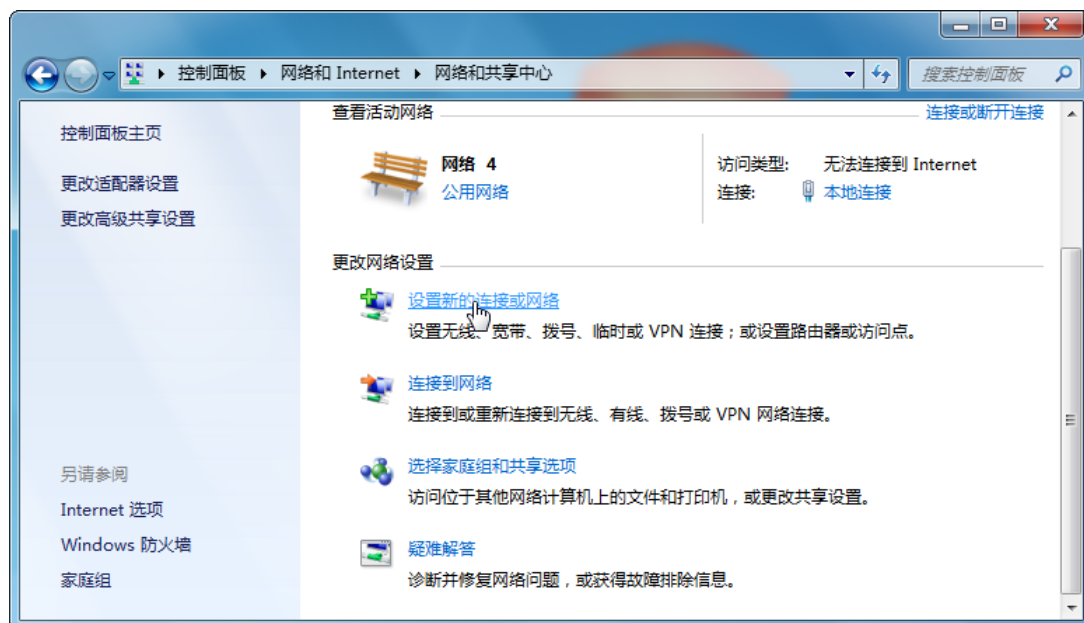 控制面板 ▸ 网络和 Internet ▸ 网络和共享中心
搜索控制面板
控制面板主页
更改适配器设置
更改高级共享设置
查看活动网络
连接或断开连接
网络 4
公用网络
访问类型: 无法连接到 Internet
连接: 本地连接
更改网络设置
设置新的连接或网络
设置无线、宽带、拨号、临时或 VPN 连接；或设置路由器或访问点。
连接到网络
连接到或重新连接到无线、有线、拨号或 VPN 网络连接。
选择家庭组和共享选项
访问位于其他网络计算机上的文件和打印机，或更改共享设置。
疑难解答
诊断并修复网络问题，或获得故障排除信息。
另请参阅
Internet 选项
Windows 防火墙
家庭组